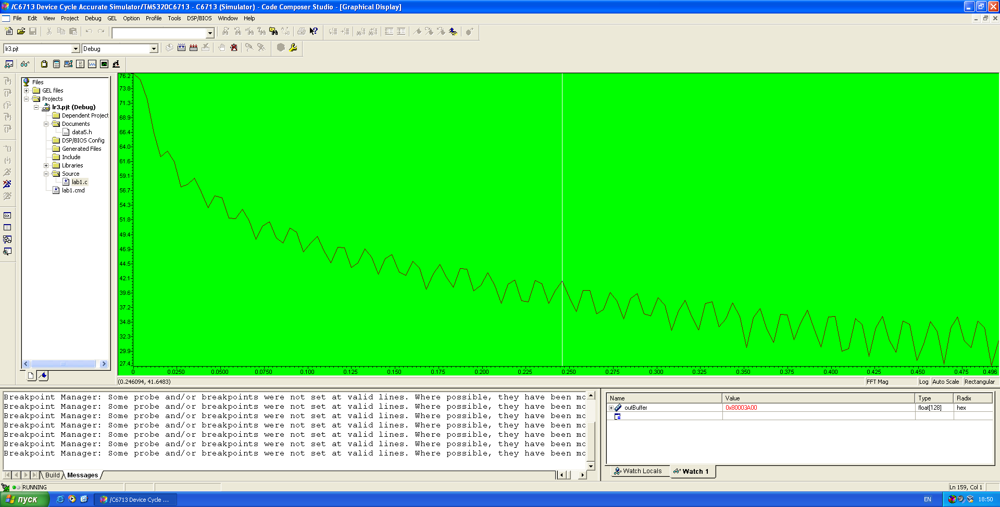 /C6713 Device Cycle Accurate Simulator/TMS320C6713 - C6713 (Simulator) - Code Composer Studio - [Graphical Display]
File Edit View Project Debug GEL Option Profile Tools DSP/BIOS Window Help
lr3.pjt Debug
Files
GEL files
Projects
lr3.pjt (Debug)
Dependent Project
Documents
data5.h
DSP/BIOS Config
Generated Files
Include
Libraries
Source
lab1.c
lab1.cmd
76.2
73.8
71.3
68.9
66.4
64.0
61.6
59.1
56.7
54.3
51.8
49.4
46.9
44.5
42.1
39.6
37.2
34.8
32.3
29.9
27.4
0 0.0250 0.0500 0.0750 0.100 0.125 0.150 0.175 0.200 0.225 0.250 0.275 0.300 0.325 0.350 0.375 0.400 0.425 0.450 0.475 0.496
(0.246094, 41.6483) FFT Mag Log Auto Scale Rectangular
Breakpoint Manager: Some probe and/or breakpoints were not set at valid lines. Where possible, they have been mo
Breakpoint Manager: Some probe and/or breakpoints were not set at valid lines. Where possible, they have been mo
Breakpoint Manager: Some probe and/or breakpoints were not set at valid lines. Where possible, they have been mo
Breakpoint Manager: Some probe and/or breakpoints were not set at valid lines. Where possible, they have been mo
Breakpoint Manager: Some probe and/or breakpoints were not set at valid lines. Where possible, they have been mo
Breakpoint Manager: Some probe and/or breakpoints were not set at valid lines. Where possible, they have been mo
Breakpoint Manager: Some probe and/or breakpoints were not set at valid lines. Where possible, they have been mo
Build Messages
Name Value Type Radix
outBuffer 0x80003A00 float[128] hex
Watch Locals Watch 1
RUNNING Ln 159, Col 1
пуск /C6713 Device Cycle ... EN 18:50